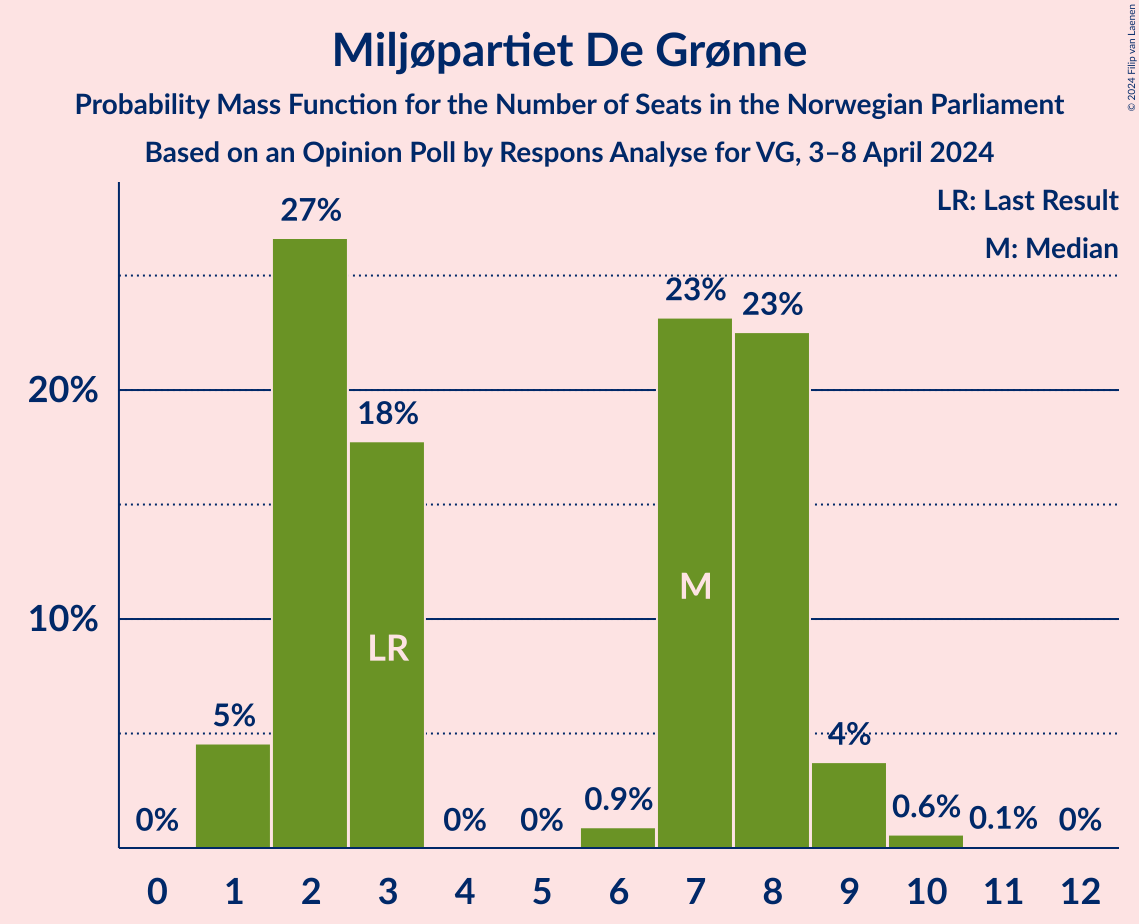 Miljøpartiet De Grønne
Probability Mass Function for the Number of Seats in the Norwegian Parliament
Based on an Opinion Poll by Respons Analyse for VG, 3–8 April 2024
© 2024 Filip van Laenen
LR: Last Result
M: Median
27%
23%
23%
20%
18%
M
10%
LR
5%
4%
0%
0%
0%
0.9%
0.6%
0.1%
0%
0 1 2 3 4 5 6 7 8 9 10 11 12